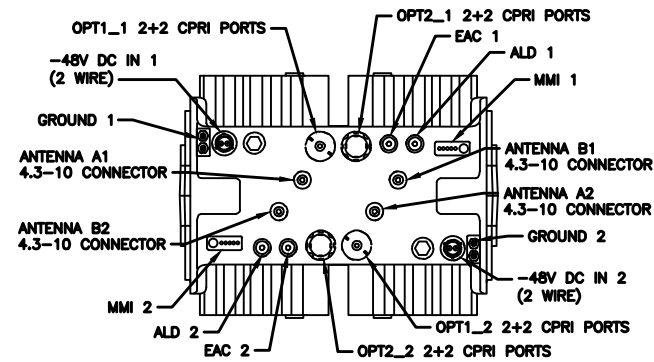 OPT1_1 2+2 CPRI PORTS
OPT2_1 2+2 CPRI PORTS
EAC 1
-48V DC IN 1
(2 WIRE)
ALD 1
MMI 1
GROUND 1
ANTENNA A1
4.3-10 CONNECTOR
ANTENNA B1
4.3-10 CONNECTOR
ANTENNA A2
4.3-10 CONNECTOR
ANTENNA B2
4.3-10 CONNECTOR
GROUND 2
-48V DC IN 2
(2 WIRE)
MMI 2
ALD 2
OPT1_2 2+2 CPRI PORTS
EAC 2
OPT2_2 2+2 CPRI PORTS